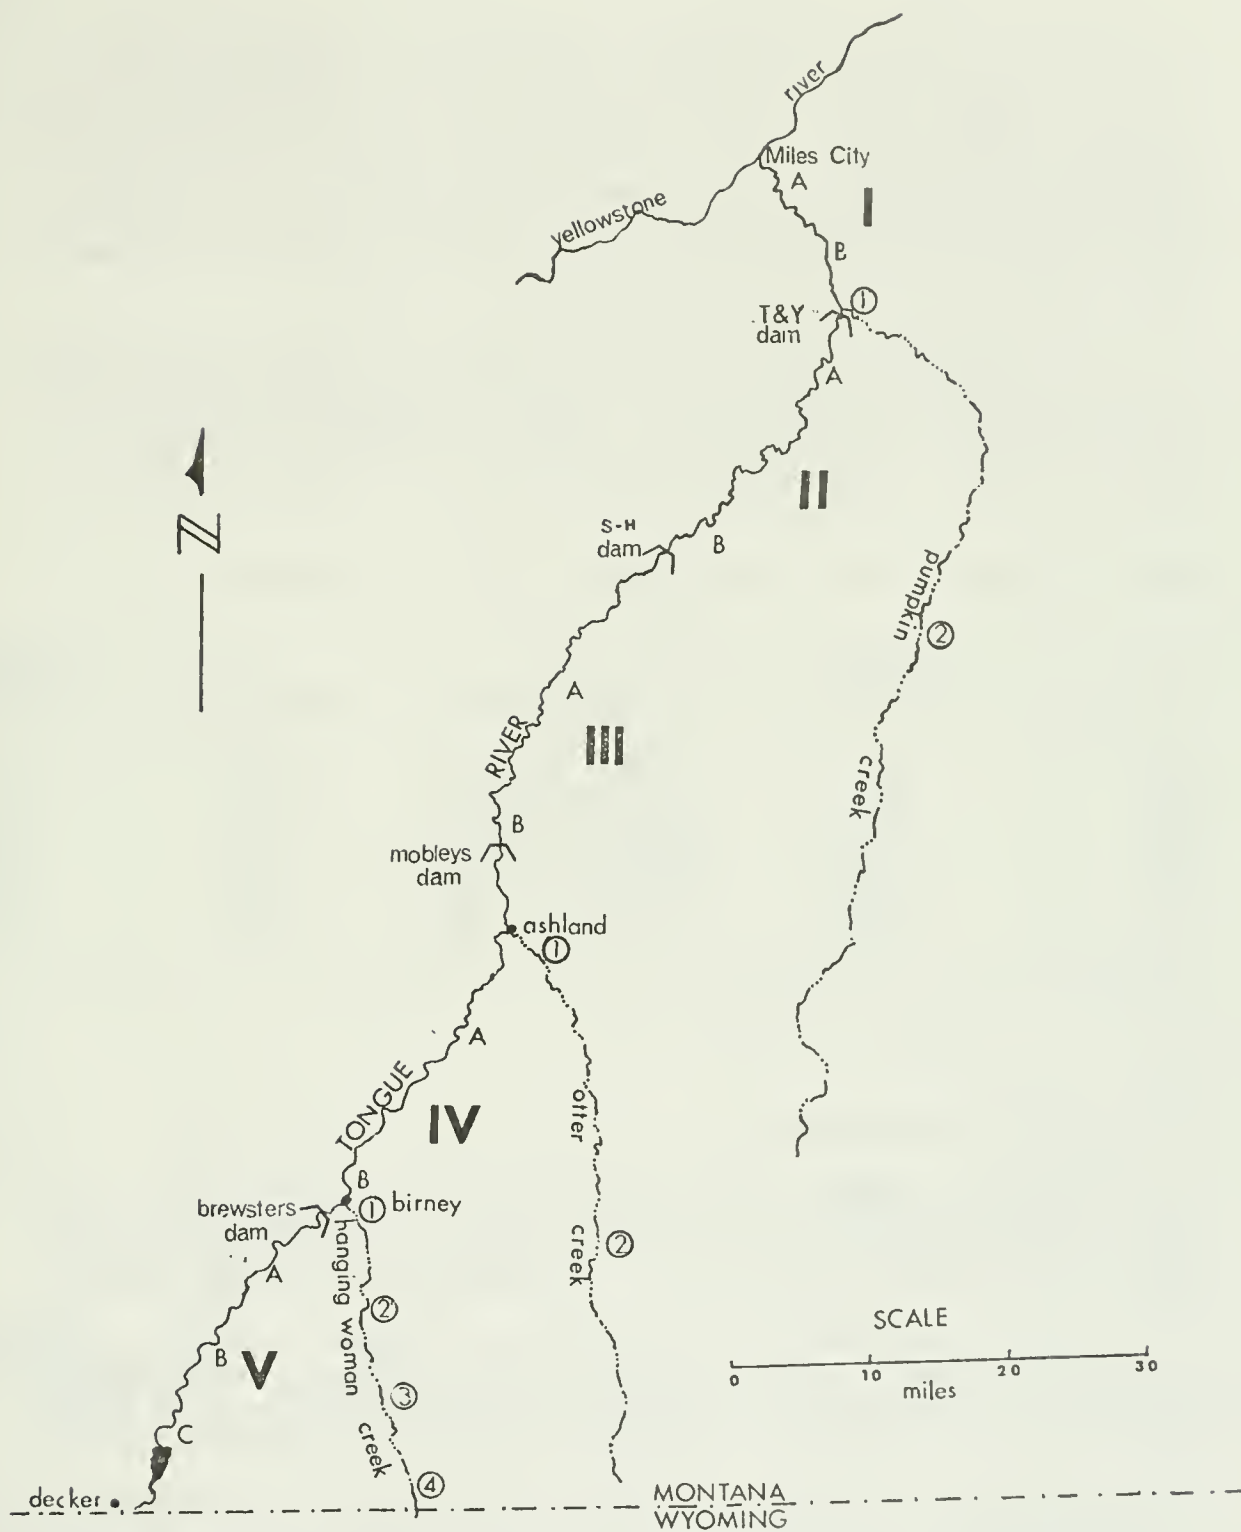 river
Miles City
A
I
yellowstone
B
1
T&Y
dam
A
II
S-H
dam
B
N
pumpkin
2
A
RIVER
III
creek
B
mobleys
dam
ashland
1
A
TONGUE
IV
otter
B
brewsters
dam
1
birney
hanging woman
creek
2
A
2
B
V
3
C
creek
4
SCALE
0 10 20 30
miles
decker
MONTANA
WYOMING